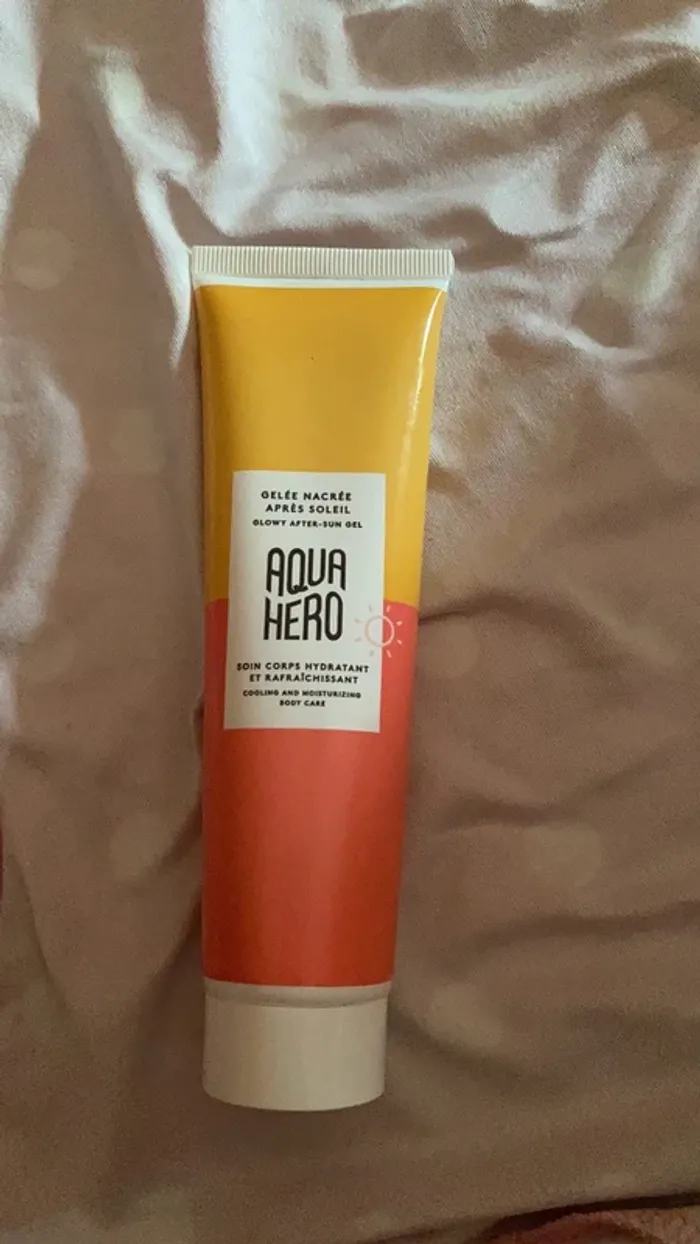 GELÉE NACRÉE
APRÈS SOLEIL
GLOWY AFTER-SUN GEL
AQUA
HERO
SOIN CORPS HYDRATANT
ET RAFRAÎCHISSANT
COOLING AND MOISTURIZING
BODY CARE